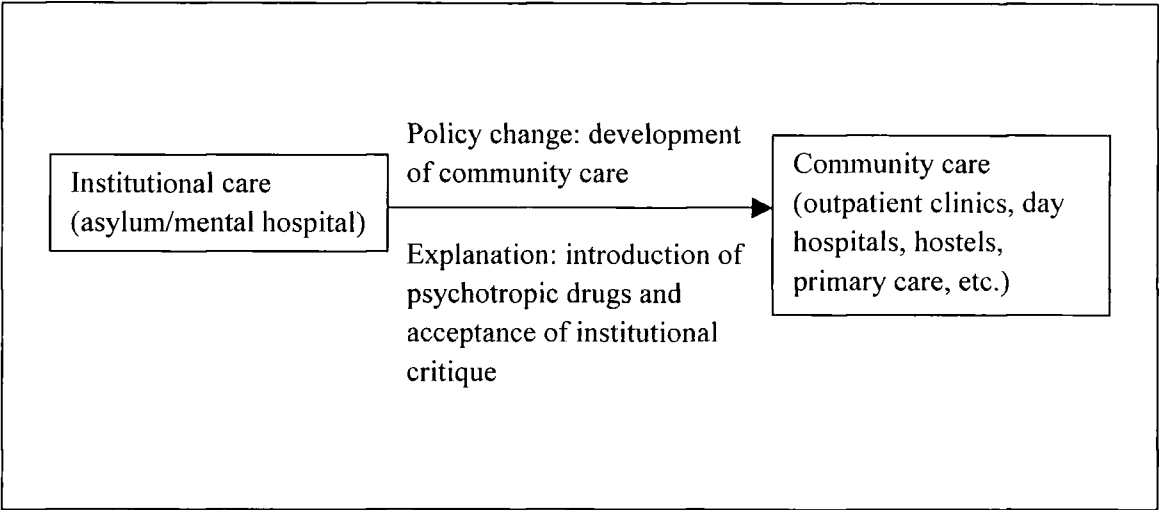 Institutional care
(asylum/mental hospital)
Policy change: development
of community care
Explanation: introduction of
psychotropic drugs and
acceptance of institutional
critique
Community care
(outpatient clinics, day
hospitals, hostels,
primary care, etc.)